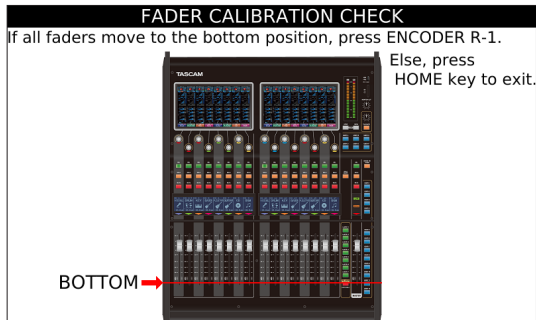 FADER CALIBRATION CHECK
If all faders move to the bottom position, press ENCODER R-1.
Else, press
HOME key to exit.
TASCAM
BOTTOM